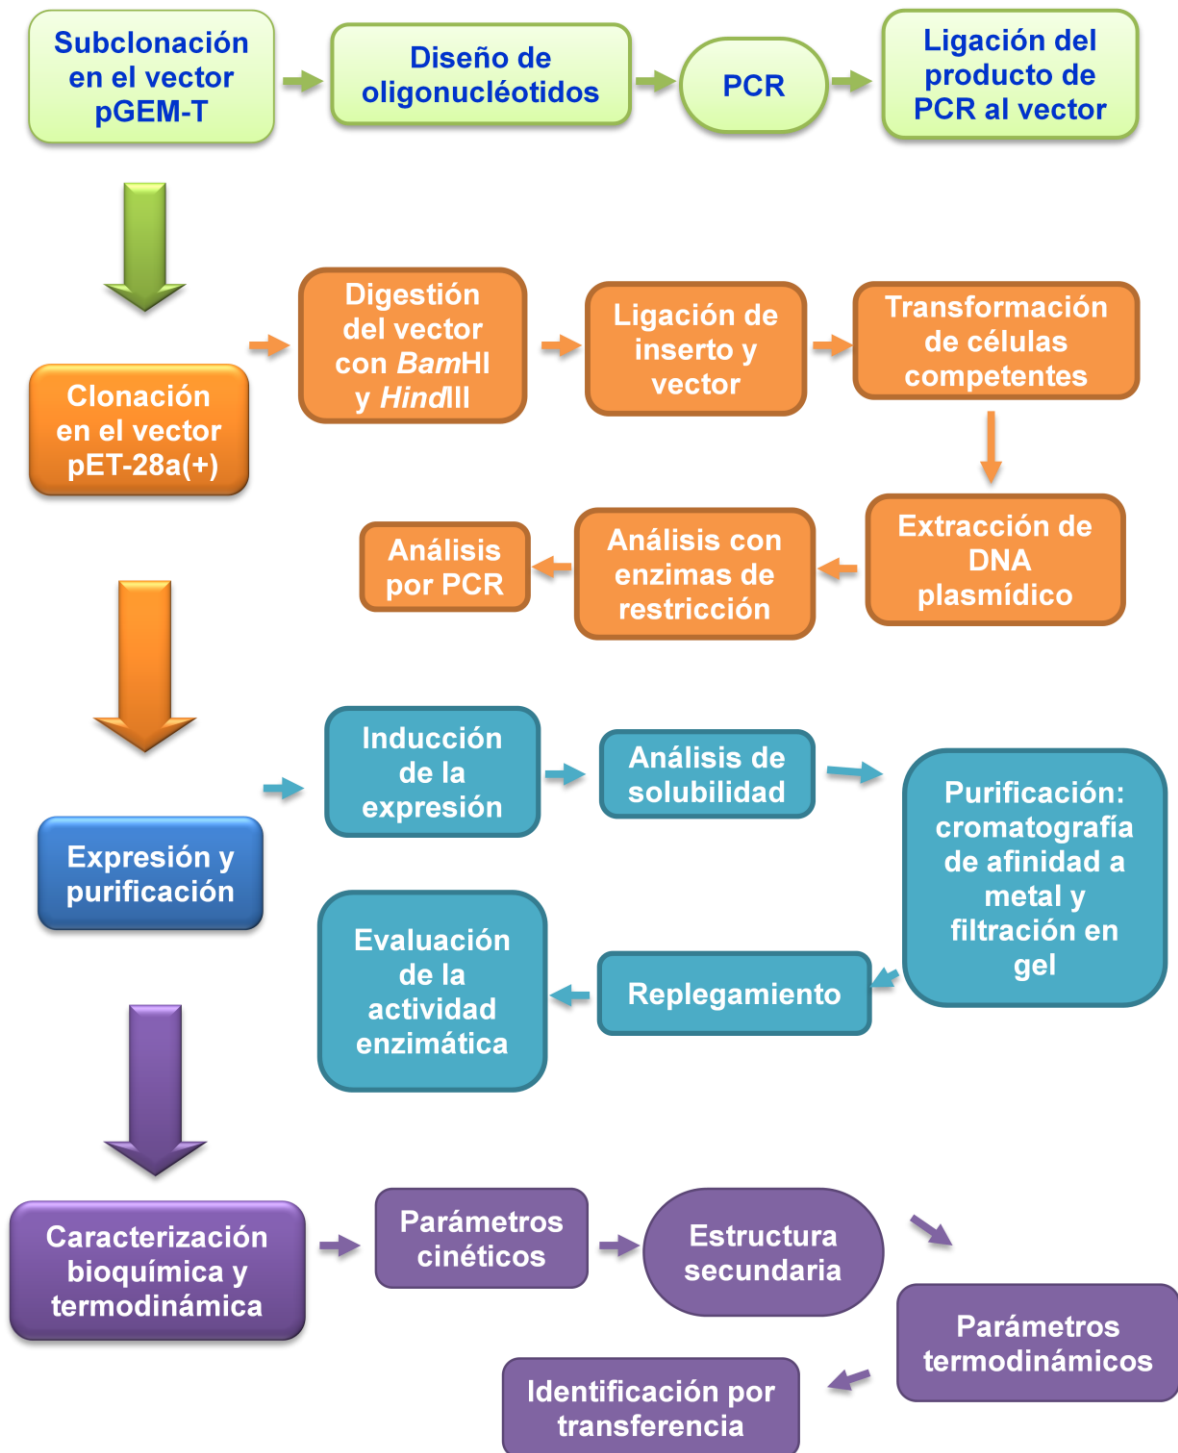 Subclonación
en el vector
pGEM-T
Diseño de
oligonucléotidos
PCR
Ligación del
producto de
PCR al vector
Clonación
en el vector
pET-28a(+)
Digestión
del vector
con BamHI
y HindIII
Ligación de
inserto y
vector
Transformación
de células
competentes
Extracción de
DNA
plasmídico
Análisis con
enzimas de
restricción
Análisis
por PCR
Expresión y
purificación
Inducción
de la
expresión
Análisis de
solubilidad
Purificación:
cromatografía
de afinidad a
metal y
filtración en
gel
Replegamiento
Evaluación
de la
actividad
enzimática
Caracterización
bioquímica y
termodinámica
Parámetros
cinéticos
Estructura
secundaria
Parámetros
termodinámicos
Identificación por
transferencia